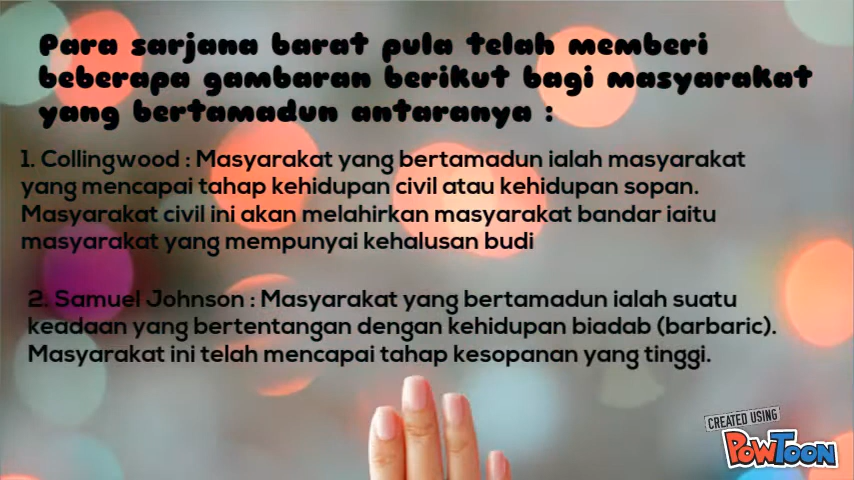 Para sarjana barat pula telah memberi
beberapa gambaran berikut bagi masyarakat
yang bertamadun antaranya :
1. Collingwood : Masyarakat yang bertamadun ialah masyarakat
yang mencapai tahap kehidupan civil atau kehidupan sopan.
Masyarakat civil ini akan melahirkan masyarakat bandar iaitu
masyarakat yang mempunyai kehalusan budi
2. Samuel Johnson : Masyarakat yang bertamadun ialah suatu
keadaan yang bertentangan dengan kehidupan biadab (barbaric).
Masyarakat ini telah mencapai tahap kesopanan yang tinggi.
CREATED USING
POWTOON